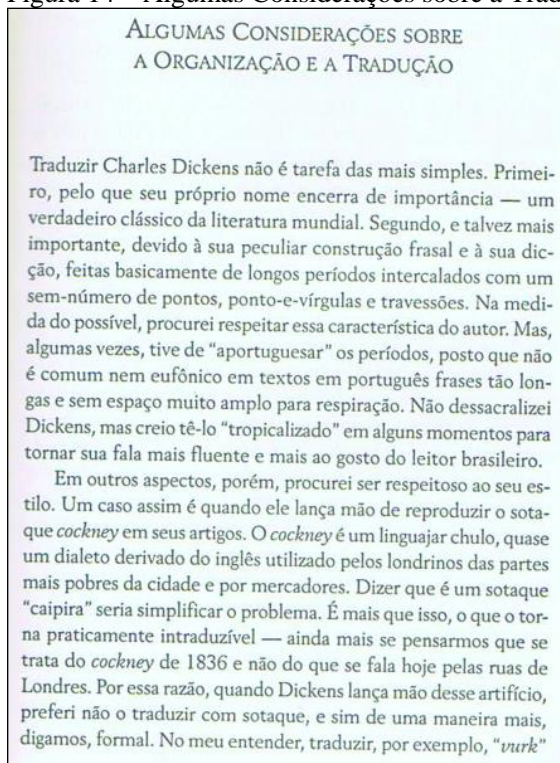 Figura 14 – Algumas Considerações sobre a Trad
ALGUMAS CONSIDERAÇÕES SOBRE
A ORGANIZAÇÃO E A TRADUÇÃO
Traduzir Charles Dickens não é tarefa das mais simples. Primei-
ro, pelo que seu próprio nome encerra de importância — um
verdadeiro clássico da literatura mundial. Segundo, e talvez mais
importante, devido à sua peculiar construção frasal e à sua dic-
ção, feitas basicamente de longos períodos intercalados com um
sem-número de pontos, ponto-e-vírgulas e travessões. Na medi-
da do possível, procurei respeitar essa característica do autor. Mas,
algumas vezes, tive de “aportuguesar” os períodos, posto que não
é comum nem eufônico em textos em português frases tão lon-
gas e sem espaço muito amplo para respiração. Não dessacralizei
Dickens, mas creio tê-lo “tropicalizado” em alguns momentos para
tornar sua fala mais fluente e mais ao gosto do leitor brasileiro.
Em outros aspectos, porém, procurei ser respeitoso ao seu es-
tilo. Um caso assim é quando ele lança mão de reproduzir o sota-
que cockney em seus artigos. O cockney é um linguajar chulo, quase
um dialeto derivado do inglês utilizado pelos londrinos das partes
mais pobres da cidade e por mercadores. Dizer que é um sotaque
“caipira” seria simplificar o problema. É mais que isso, o que o tor-
na praticamente intraduzível — ainda mais se pensarmos que se
trata do cockney de 1836 e não do que se fala hoje pelas ruas de
Londres. Por essa razão, quando Dickens lança mão desse artifício,
preferi não o traduzir com sotaque, e sim de uma maneira mais,
digamos, formal. No meu entender, traduzir, por exemplo, “vurk”